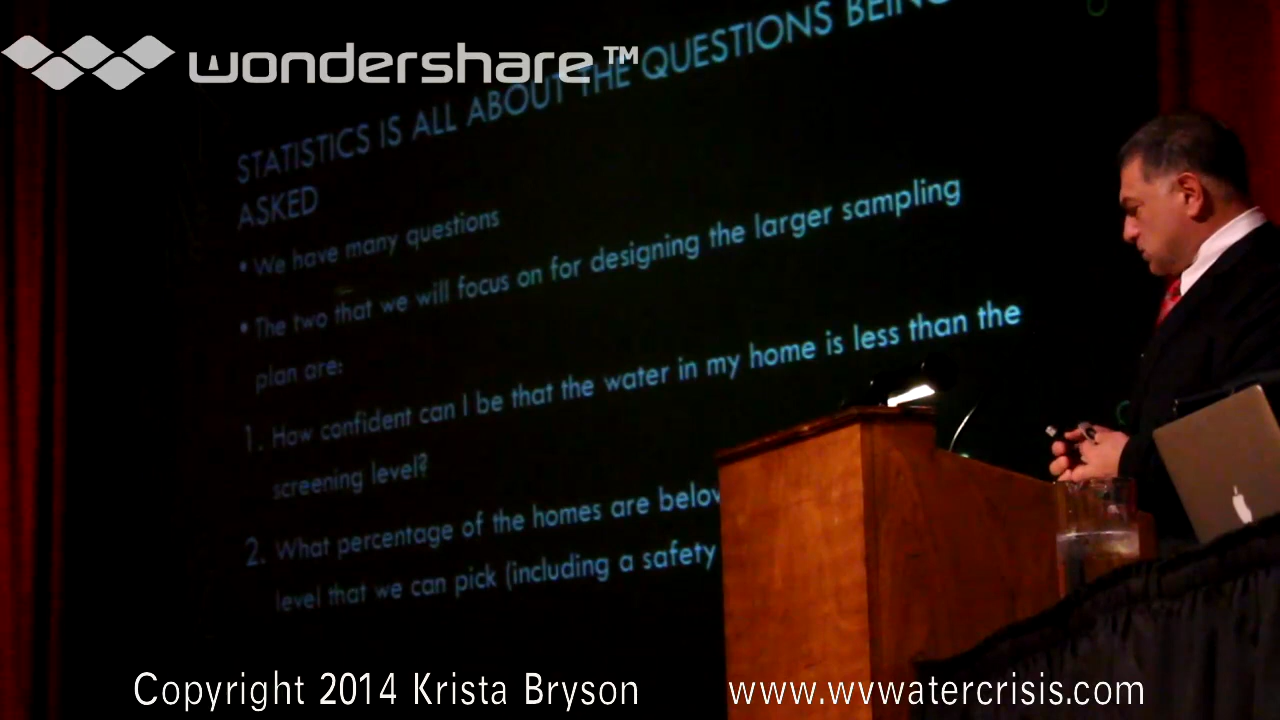 wondershare™
STATISTICS IS ALL ABOUT THE QUESTIONS BEING
ASKED
• We have many questions
• The two that we will focus on for designing the larger sampling
plan are:
1. How confident can I be that the water in my home is less than the
screening level?
2. What percentage of the homes are below
level that we can pick (including a safety
Copyright 2014 Krista Bryson
www.wvwatercrisis.com